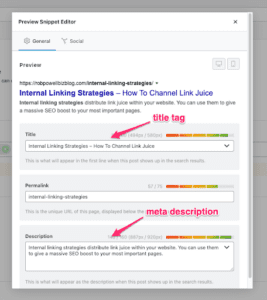 Preview Snippet Editor
General
Social
Preview
https://robpowellbizblog.com/internal-linking-strategies/
Internal Linking Strategies – How To Channel Link Juice
Internal linking strategies distribute link juice within your website. You can use them to give
a massive SEO boost to your most important pages.
title tag
Title
Internal Linking Strategies – How To Channel Link Juice
This is what will appear in the first line when this post shows up in the search results.
Permalink
internal-linking-strategies
This is the unique URL of this page, displayed below the
meta description
Description
Internal linking strategies distribute link juice within your website. You can use them
to give a massive SEO boost to your most important pages.
This is what will appear as the description when this post shows up in the search results.